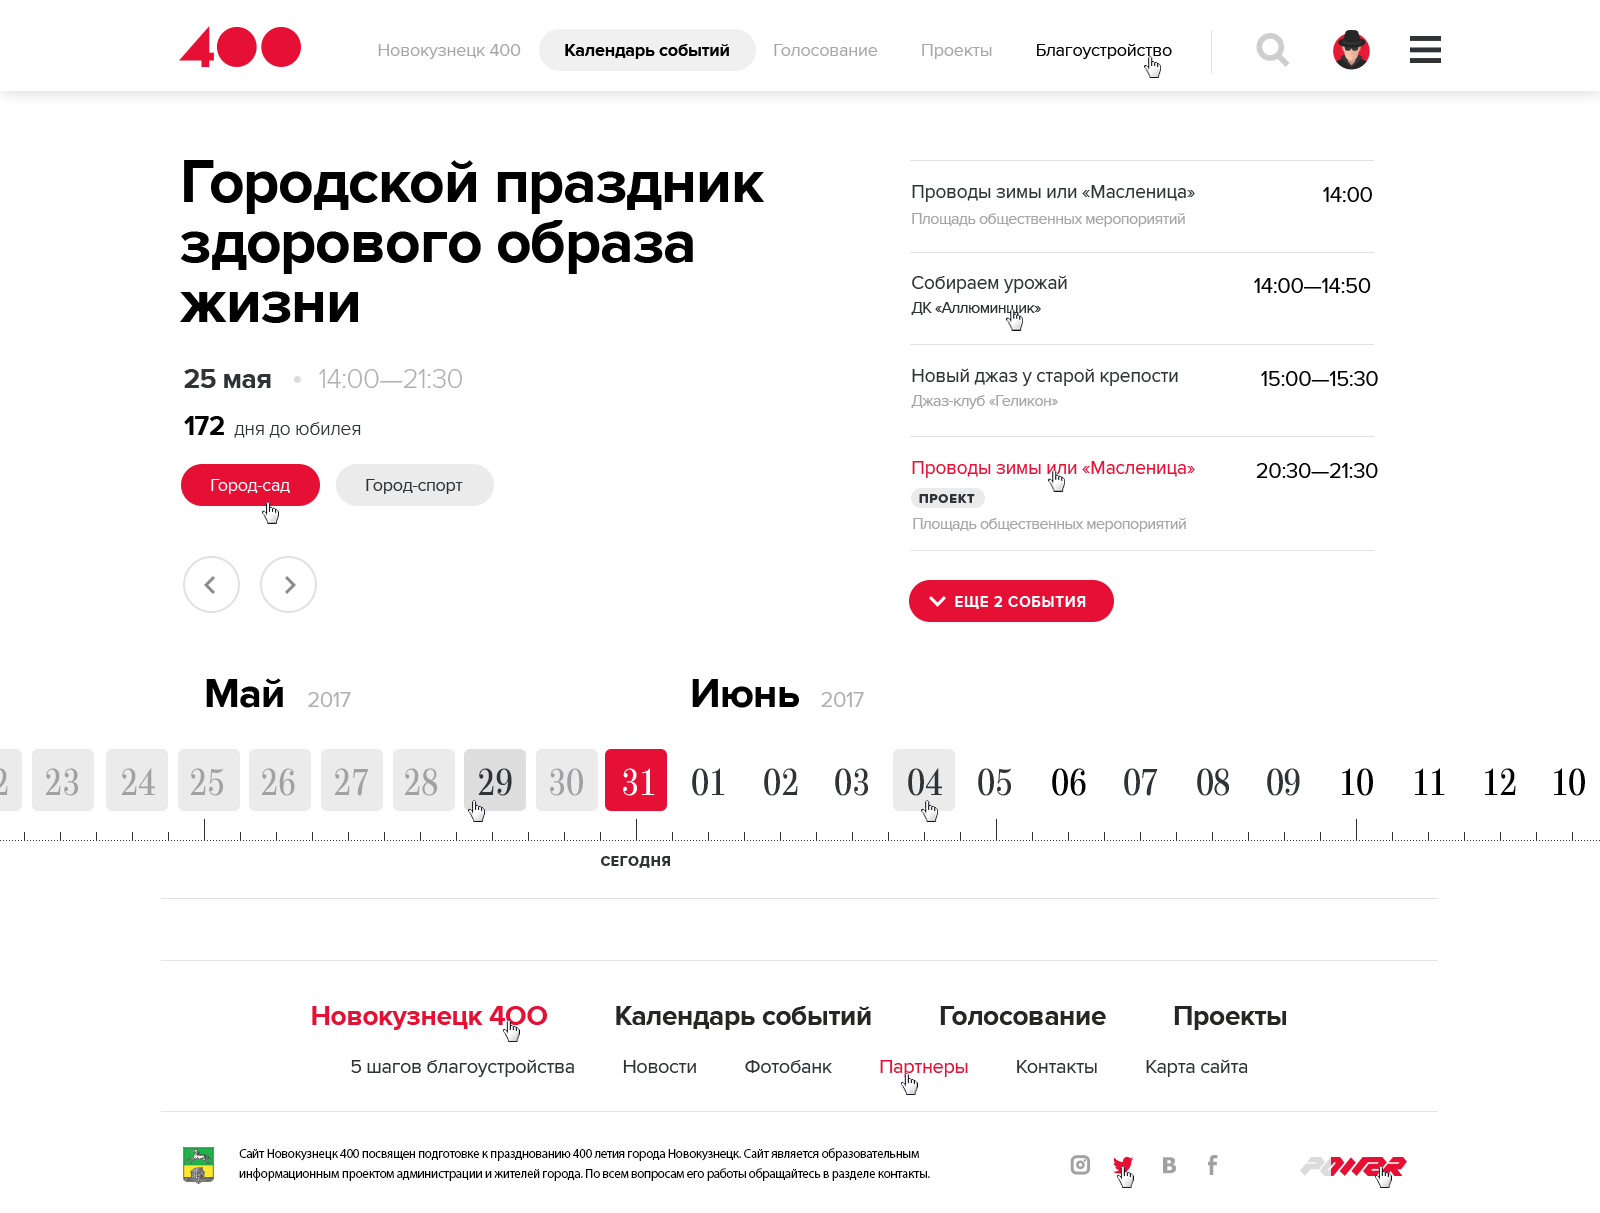 400
Новокузнецк 400 Календарь событий Голосование Проекты Благоустройство
Городской праздник
здорового образа
жизни
25 мая • 14:00—21:30
172 дня до юбилея
Город-сад Город-спорт
Проводы зимы или «Масленица» 14:00
Площадь общественных мероприятий
Собираем урожай 14:00—14:50
ДК «Аллюминщик»
Новый джаз у старой крепости 15:00—15:30
Джаз-клуб «Геликон»
Проводы зимы или «Масленица» 20:30—21:30
ПРОЕКТ
Площадь общественных мероприятий
ЕЩЕ 2 СОБЫТИЯ
Май 2017 Июнь 2017
2 23 24 25 26 27 28 29 30 31 01 02 03 04 05 06 07 08 09 10 11 12 10
СЕГОДНЯ
Новокузнецк 400 Календарь событий Голосование Проекты
5 шагов благоустройства Новости Фотобанк Партнеры Контакты Карта сайта
Сайт Новокузнецк 400 посвящен подготовке к празднованию 400 летия города Новокузнецк. Сайт является образовательным
информационным проектом администрации и жителей города. По всем вопросам его работы обращайтесь в разделе контакты.
POWER